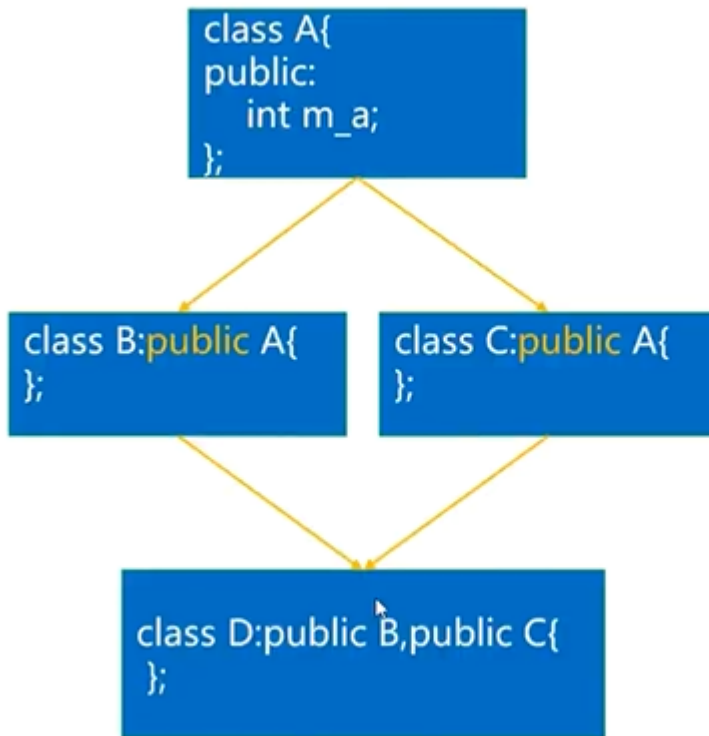 class A{
public:
int m_a;
};
class B:public A{
};
class C:public A{
};
class D:public B,public C{
};